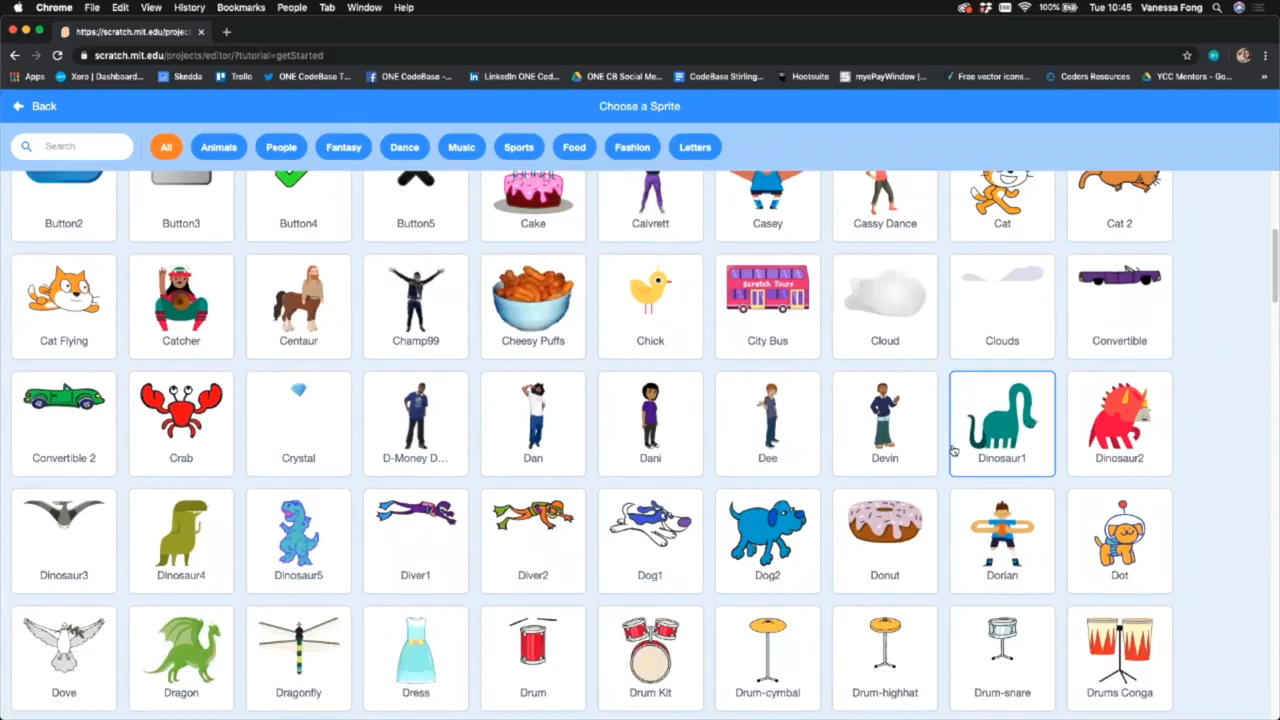 Chrome File Edit View History Bookmarks People Tab Window Help 100% Tue 10:45 Vanessa Fong
https://scratch.mit.edu/projec
https://scratch.mit.edu/projects/editor/?tutorial=getStarted
Apps Xero | Dashboard... Skedda Trello ONE CodeBase T... ONE CodeBase -... LinkedIn ONE Cod... ONE CB Social Me... CodeBase Stirling... Hootsuite myePayWindow |... Free vector icons... Coders Resources YCC Mentors - Go... »
Back Choose a Sprite
Search All Animals People Fantasy Dance Music Sports Food Fashion Letters
Button2 Button3 Button4 Button5 Cake Calvrett Casey Cassy Dance Cat Cat 2
Scratch Tours
Cat Flying Catcher Centaur Champ99 Cheesy Puffs Chick City Bus Cloud Clouds Convertible
Convertible 2 Crab Crystal D-Money D... Dan Dani Dee Devin Dinosaur1 Dinosaur2
Dinosaur3 Dinosaur4 Dinosaur5 Diver1 Diver2 Dog1 Dog2 Donut Dorian Dot
Dove Dragon Dragonfly Dress Drum Drum Kit Drum-cymbal Drum-highhat Drum-snare Drums Conga